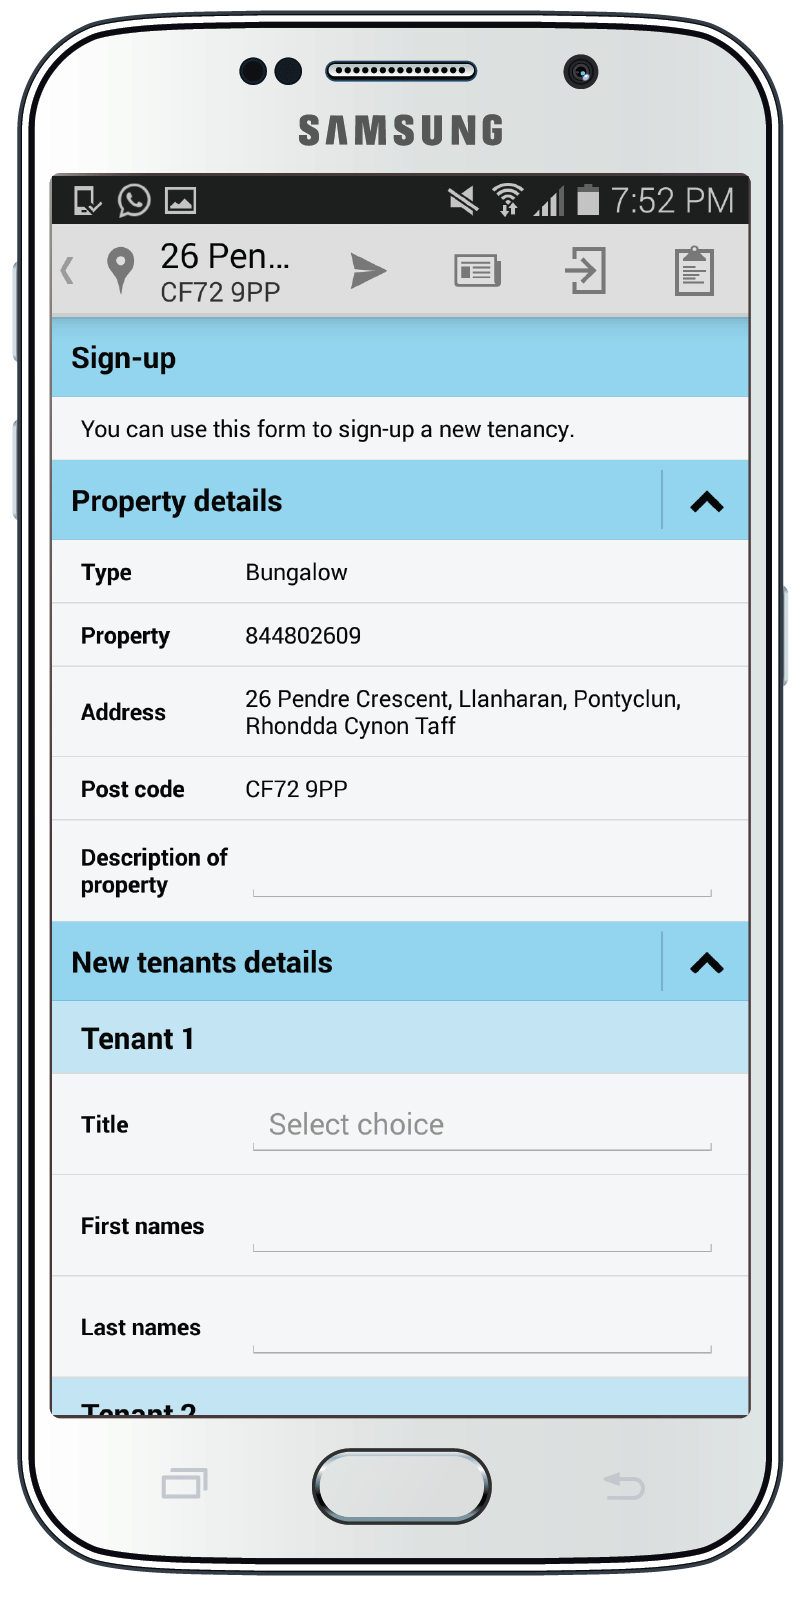 SAMSUNG
7:52 PM
26 Pen...
CF72 9PP
Sign-up
You can use this form to sign-up a new tenancy.
Property details
Type Bungalow
Property 844802609
Address 26 Pendre Crescent, Llanharan, Pontyclun,
Rhondda Cynon Taff
Post code CF72 9PP
Description of
property
New tenants details
Tenant 1
Title Select choice
First names
Last names
Tenant 2